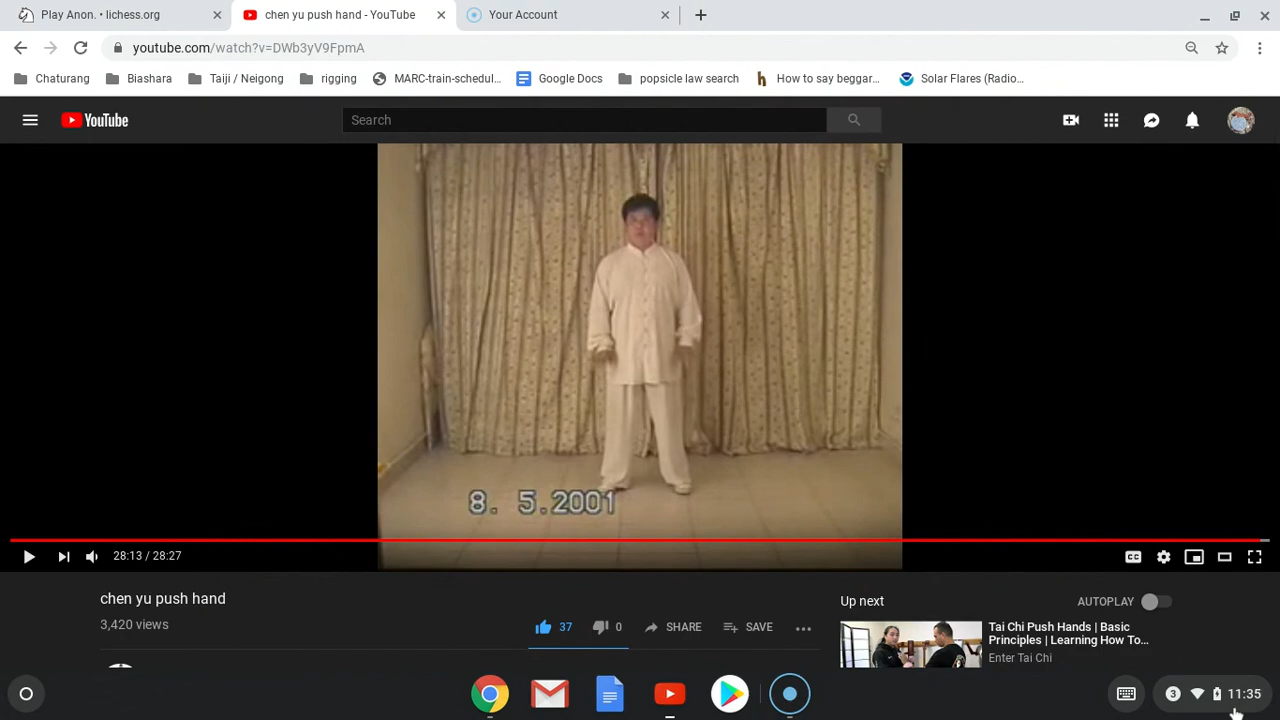 Play Anon. • lichess.org
chen yu push hand - YouTube
Your Account
youtube.com/watch?v=DWb3yV9FpmA
Chaturang
Biashara
Taiji / Neigong
rigging
MARC-train-schedul...
Google Docs
popsicle law search
How to say beggar...
Solar Flares (Radio...
YouTube
Search
8. 5.2001
28:13 / 28:27
CC
chen yu push hand
3,420 views
37
0
SHARE
SAVE
Up next
AUTOPLAY
Tai Chi Push Hands | Basic
Principles | Learning How To...
Enter Tai Chi
3
11:35